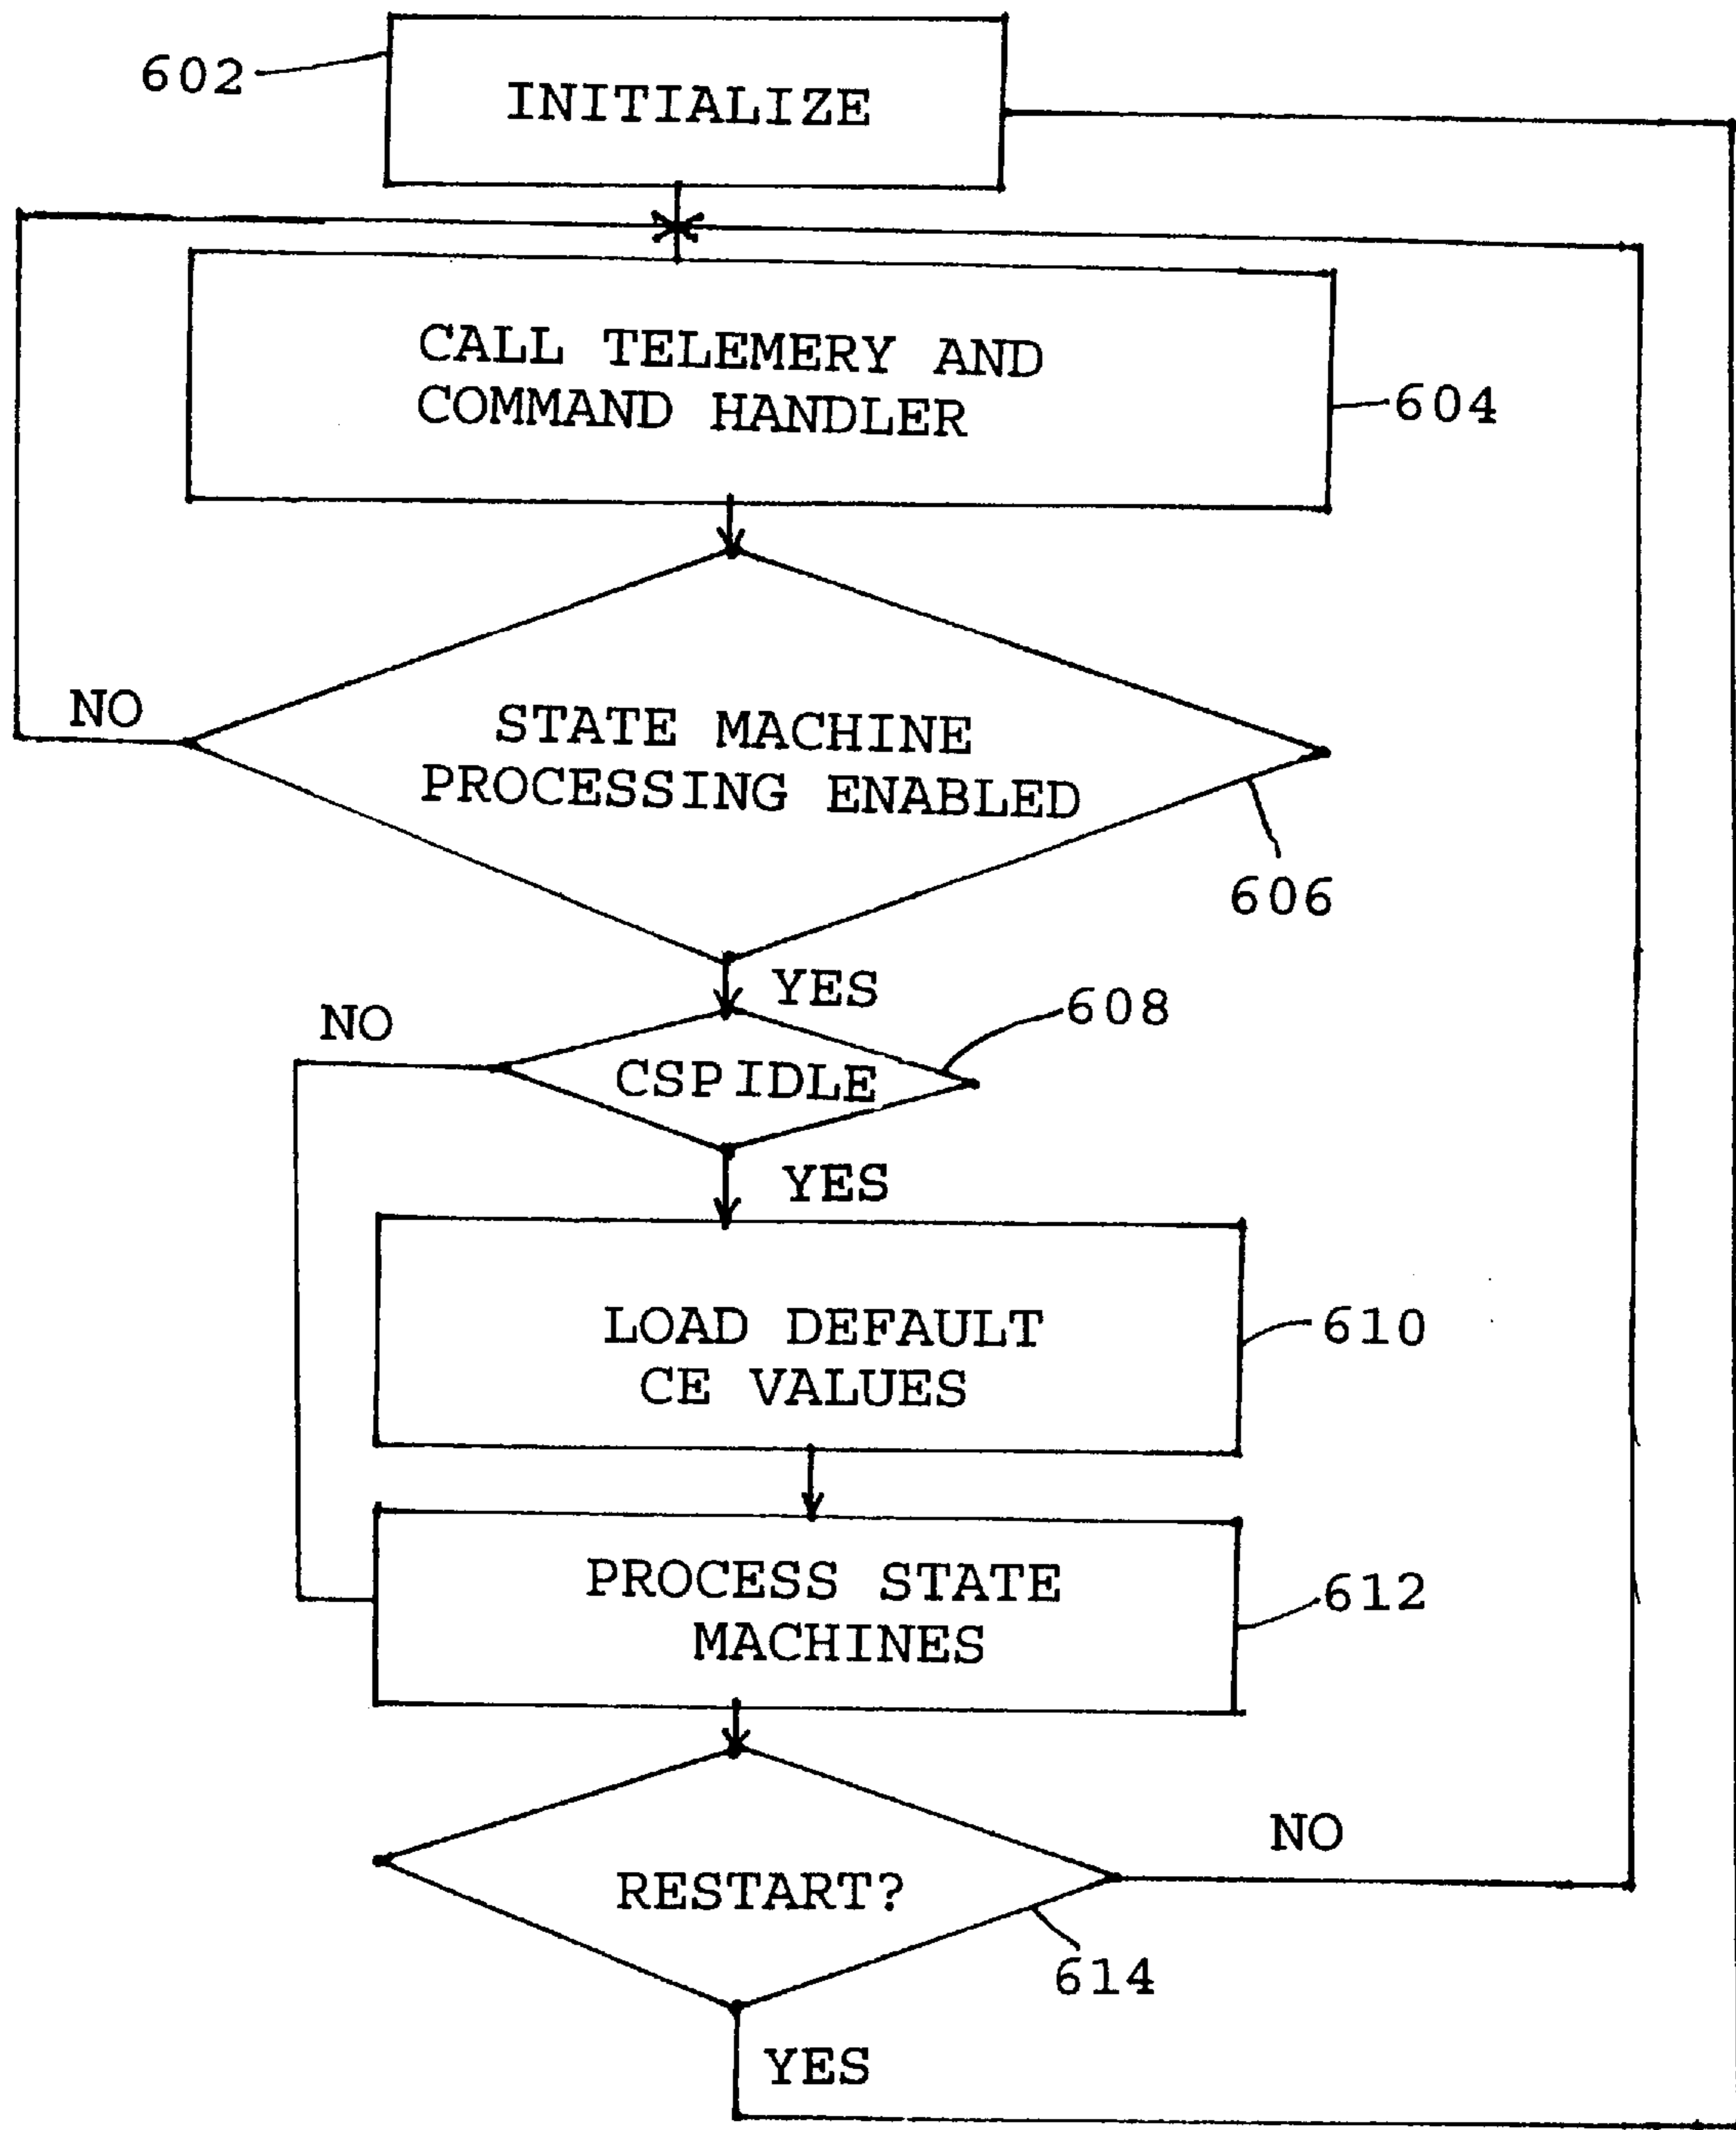 602
INITIALIZE
CALL TELEMERY AND
COMMAND HANDLER
604
NO
STATE MACHINE
PROCESSING ENABLED
606
YES
NO
608
CSP IDLE
YES
LOAD DEFAULT
CE VALUES
610
PROCESS STATE
MACHINES
612
NO
RESTART?
614
YES